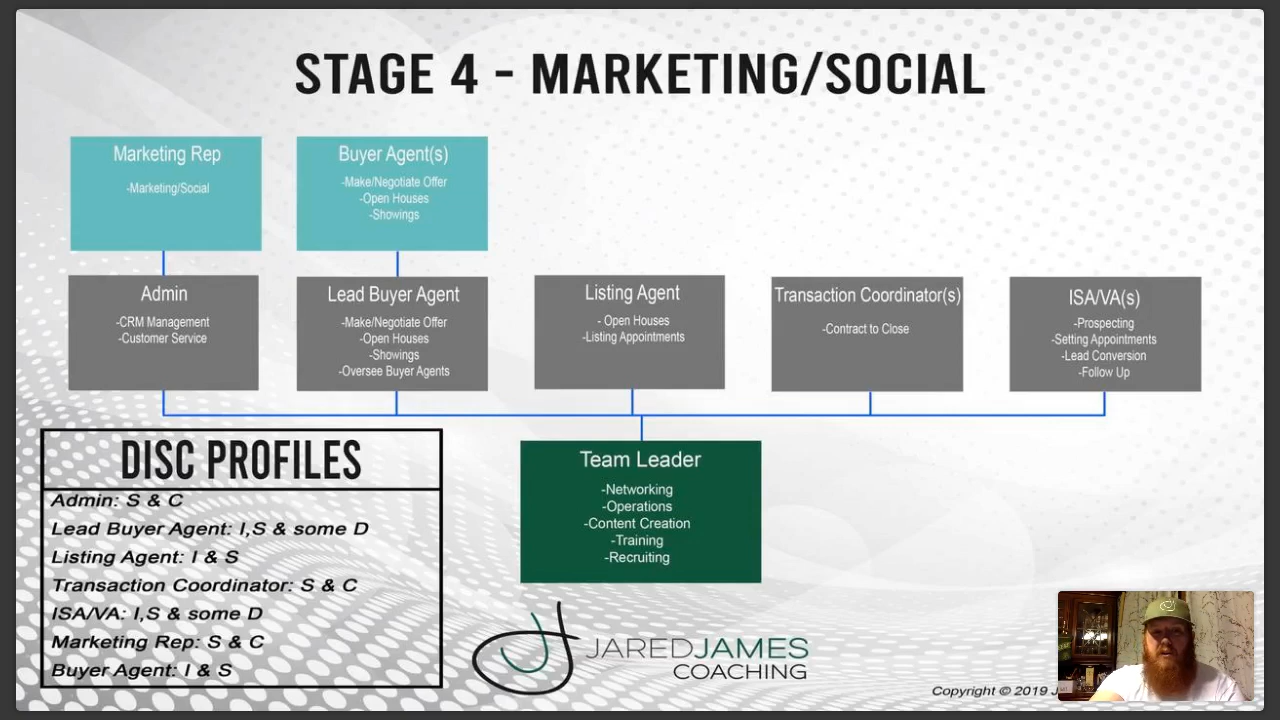 STAGE 4 - MARKETING/SOCIAL
Marketing Rep
-Marketing/Social
Buyer Agent(s)
-Make/Negotiate Offer
-Open Houses
-Showings
Admin
-CRM Management
-Customer Service
Lead Buyer Agent
-Make/Negotiate Offer
-Open Houses
-Showings
-Oversee Buyer Agents
Listing Agent
- Open Houses
-Listing Appointments
Transaction Coordinator(s)
-Contract to Close
ISA/VA(s)
-Prospecting
-Setting Appointments
-Lead Conversion
-Follow Up
Team Leader
-Networking
-Operations
-Content Creation
-Training
-Recruiting
DISC PROFILES
Admin: S & C
Lead Buyer Agent: I,S & some D
Listing Agent: I & S
Transaction Coordinator: S & C
ISA/VA: I,S & some D
Marketing Rep: S & C
Buyer Agent: I & S
JAREDJAMES
COACHING
Copyright © 2019